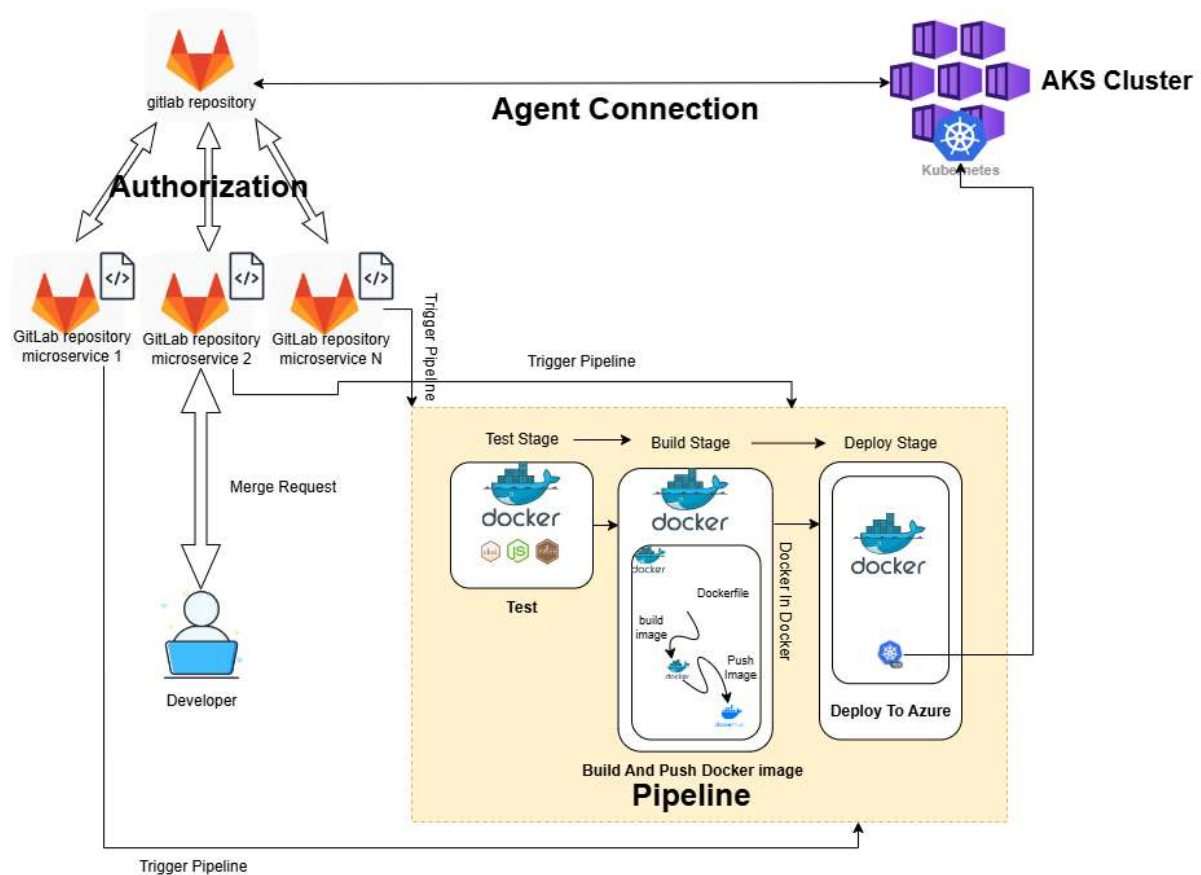 gitlab repository
Agent Connection
AKS Cluster
Kubernetes
Authorization
GitLab repository
microservice 1
GitLab repository
microservice 2
GitLab repository
microservice N
Trigger Pipeline
Trigger Pipeline
Merge Request
Developer
Test Stage
Build Stage
Deploy Stage
docker
JS
Test
docker
docker
Dockerfile
build
image
docker
Push
Image
Docker In Docker
docker
Deploy To Azure
Build And Push Docker image
Pipeline
Trigger Pipeline